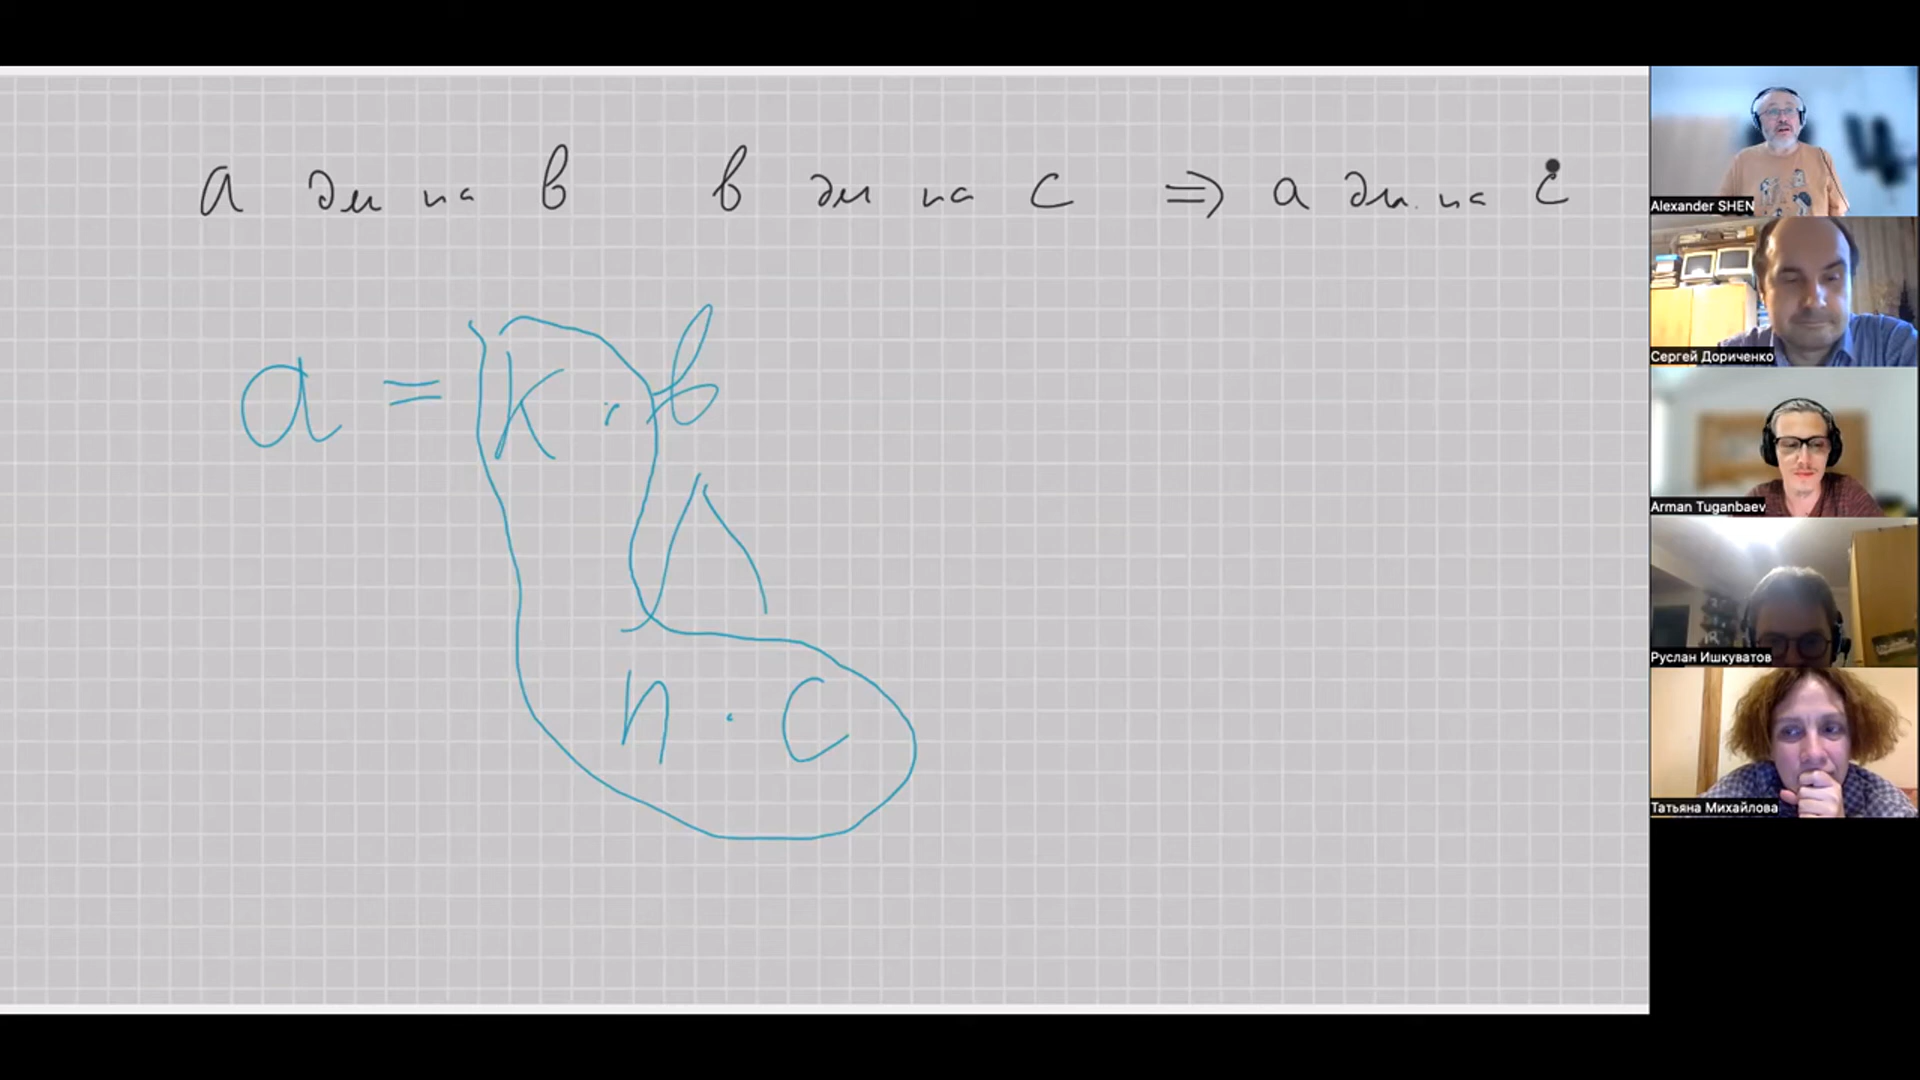 a дел на b b дел на c ⇒ a дел. на c
a = k · b
n · c
Alexander SHEN
Сергей Дориченко
Arman Tuganbaev
Руслан Ишкуватов
Татьяна Михайлова